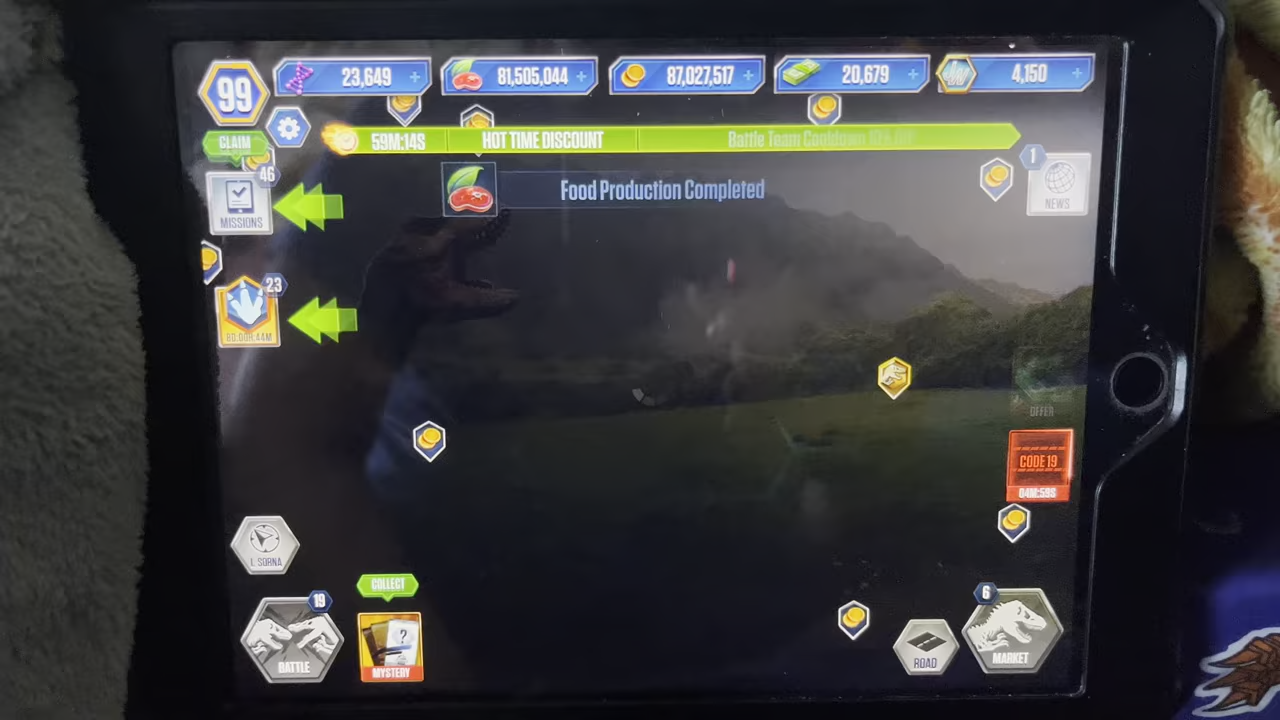 99
23,649
81,505,044
87,027,517
20,679
4,150
CLAIM
59M:14S
HOT TIME DISCOUNT
Battle Team Cooldown
46
MISSIONS
Food Production Completed
1
NEWS
23
OFFER
CODE 19
04M:59S
I. SORNA
COLLECT
19
BATTLE
?
MYSTERY
ROAD
6
MARKET